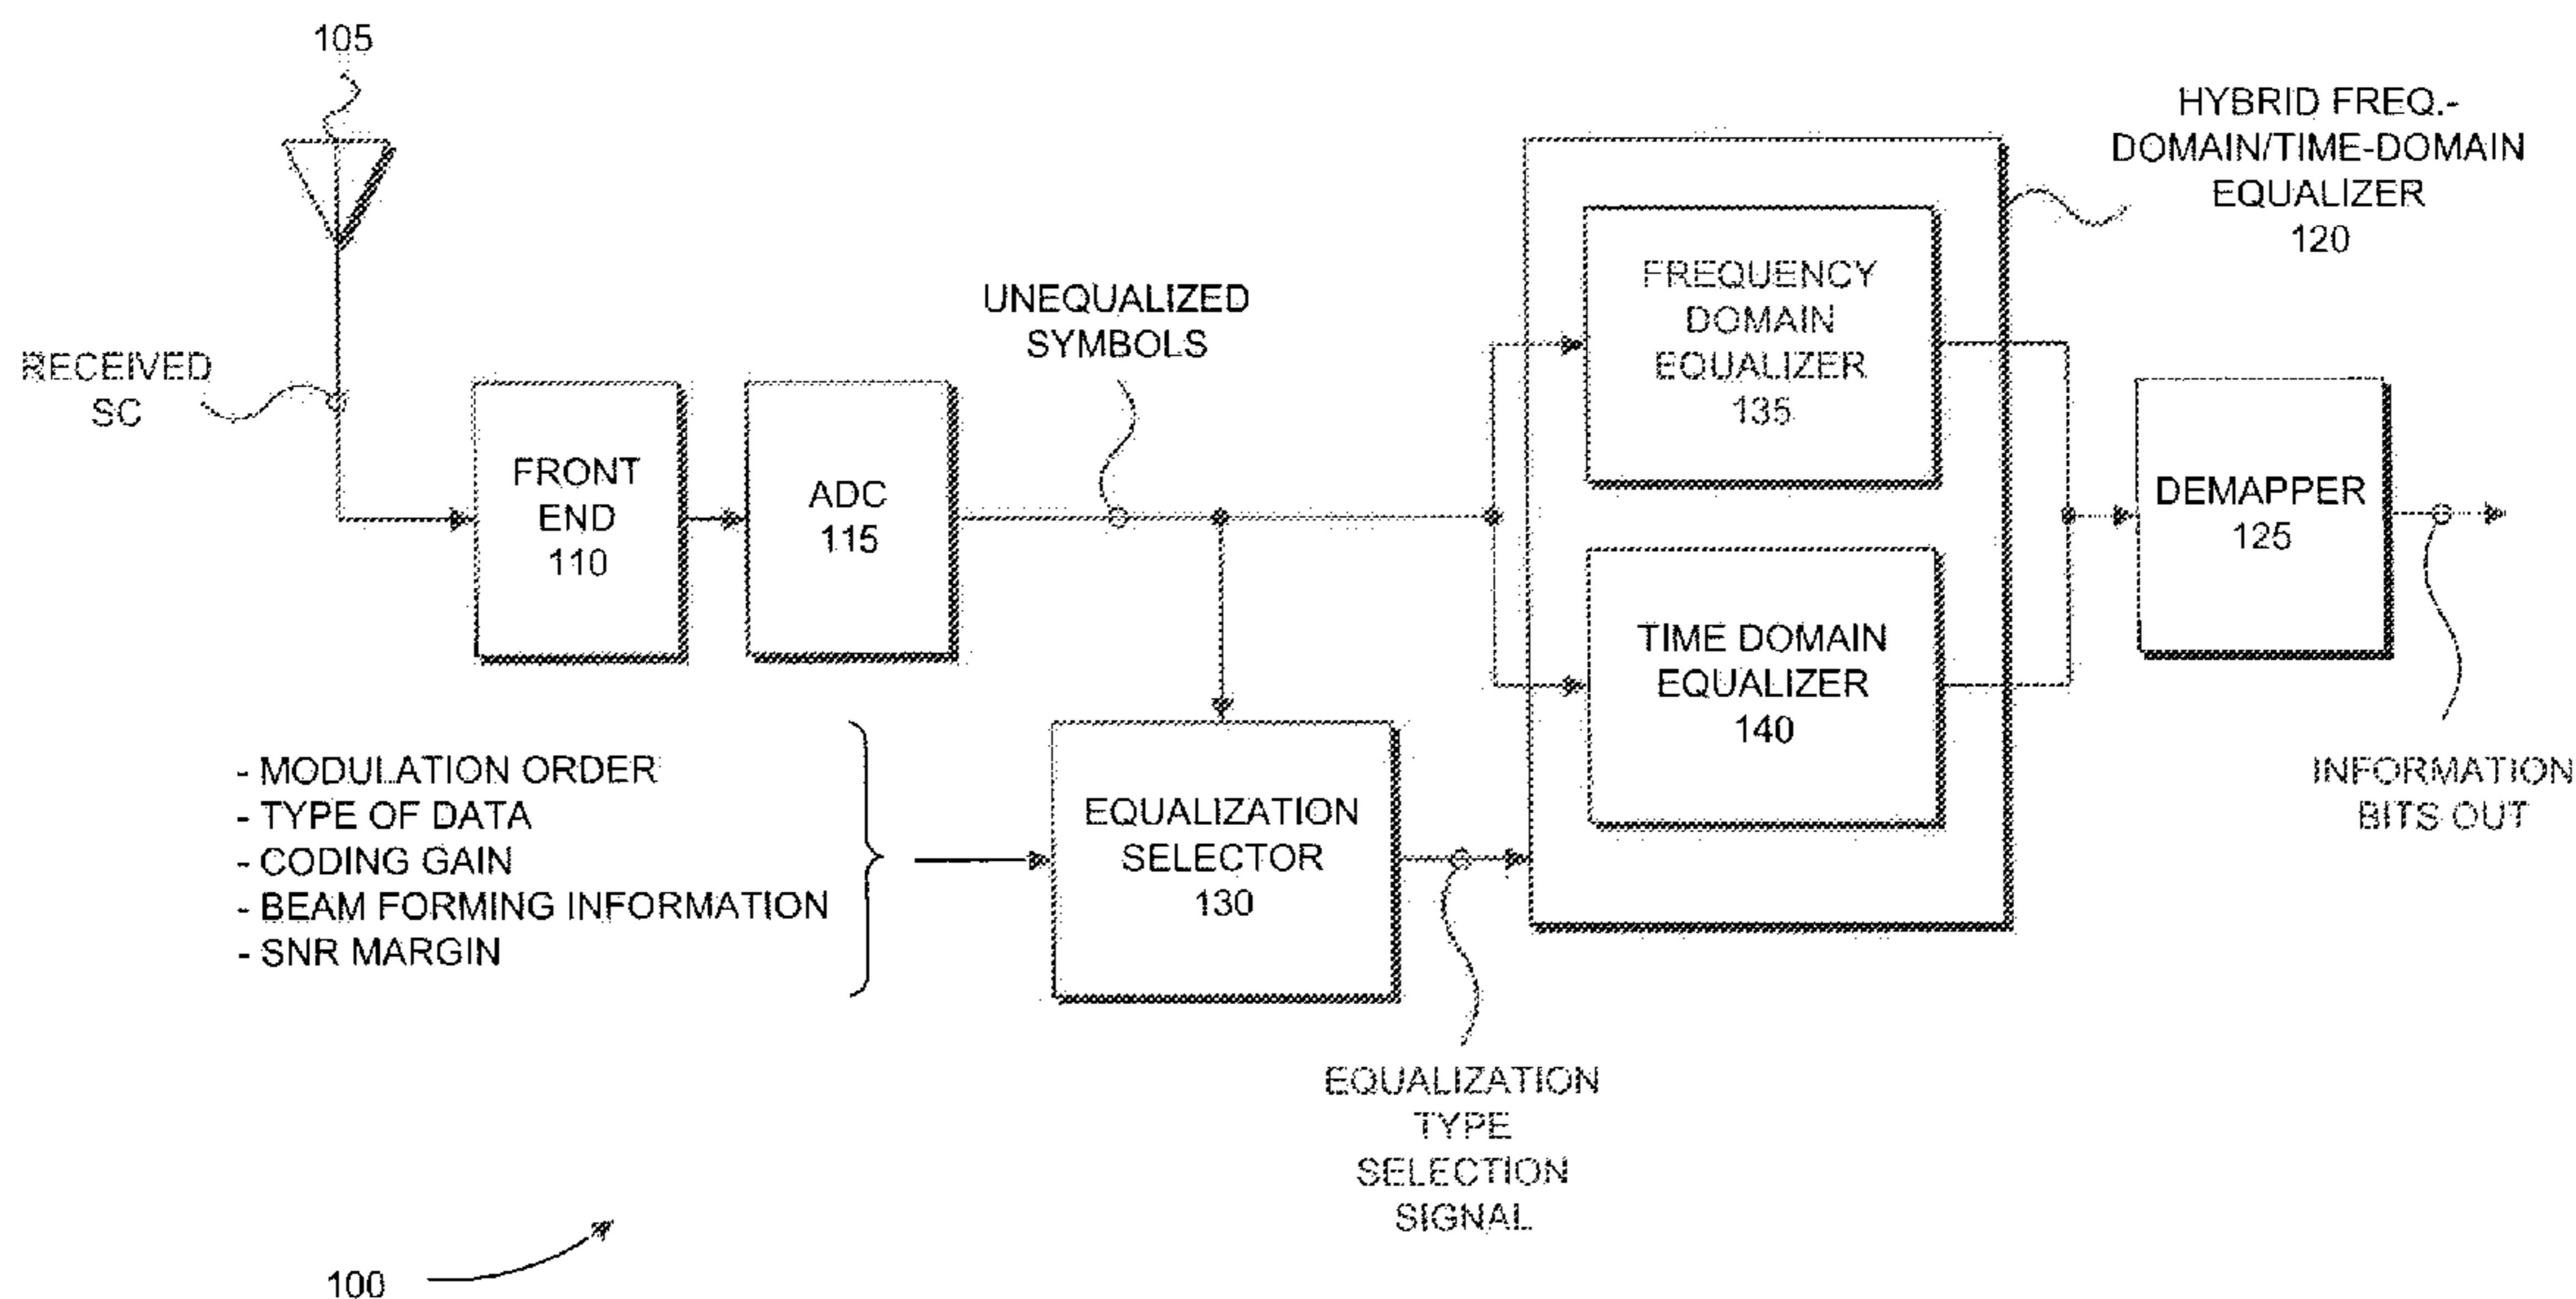 105
HYBRID FREQ.-
DOMAIN/TIME-DOMAIN
EQUALIZER
120
RECEIVED
SC
FRONT
END
110
ADC
115
UNEQUALIZED
SYMBOLS
FREQUENCY
DOMAIN
EQUALIZER
135
TIME DOMAIN
EQUALIZER
140
DEMAPPER
125
INFORMATION
BITS OUT
- MODULATION ORDER
- TYPE OF DATA
- CODING GAIN
- BEAM FORMING INFORMATION
- SNR MARGIN
EQUALIZATION
SELECTOR
130
EQUALIZATION
TYPE
SELECTION
SIGNAL
100